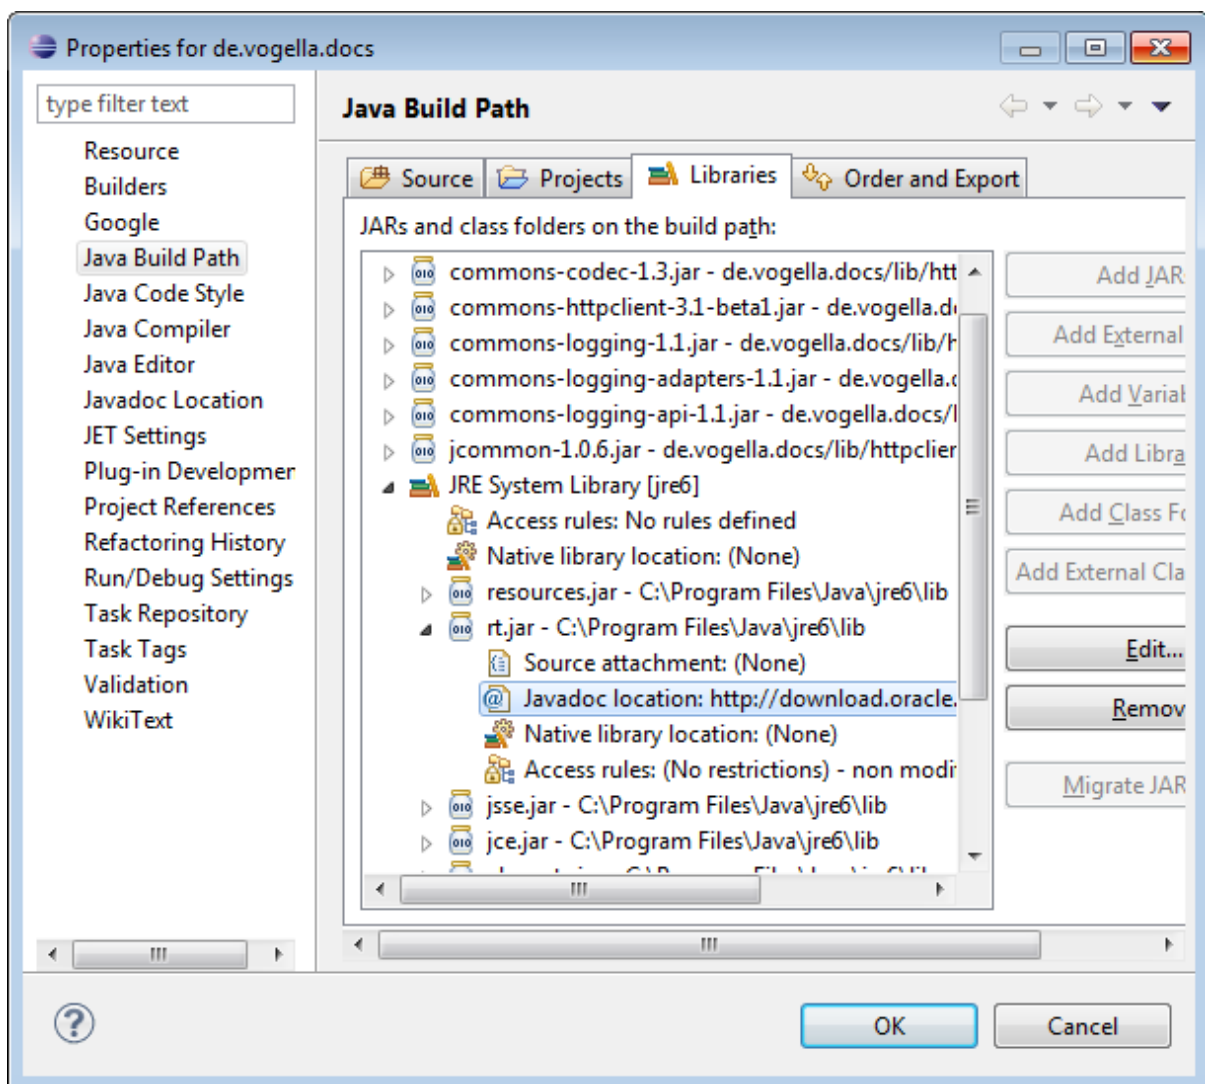 Properties for de.vogella.docs
type filter text
Resource
Builders
Google
Java Build Path
Java Code Style
Java Compiler
Java Editor
Javadoc Location
JET Settings
Plug-in Developmen
Project References
Refactoring History
Run/Debug Settings
Task Repository
Task Tags
Validation
WikiText
Java Build Path
Source Projects Libraries Order and Export
JARs and class folders on the build path:
commons-codec-1.3.jar - de.vogella.docs/lib/htt
commons-httpclient-3.1-beta1.jar - de.vogella.d
commons-logging-1.1.jar - de.vogella.docs/lib/h
commons-logging-adapters-1.1.jar - de.vogella.
commons-logging-api-1.1.jar - de.vogella.docs/l
jcommon-1.0.6.jar - de.vogella.docs/lib/httpclien
JRE System Library [jre6]
Access rules: No rules defined
Native library location: (None)
resources.jar - C:\Program Files\Java\jre6\lib
rt.jar - C:\Program Files\Java\jre6\lib
Source attachment: (None)
Javadoc location: http://download.oracle.
Native library location: (None)
Access rules: (No restrictions) - non modi
jsse.jar - C:\Program Files\Java\jre6\lib
jce.jar - C:\Program Files\Java\jre6\lib
Add JAR
Add External
Add Varial
Add Libra
Add Class Fo
Add External Cla
Edit...
Remov
Migrate JAR
OK
Cancel